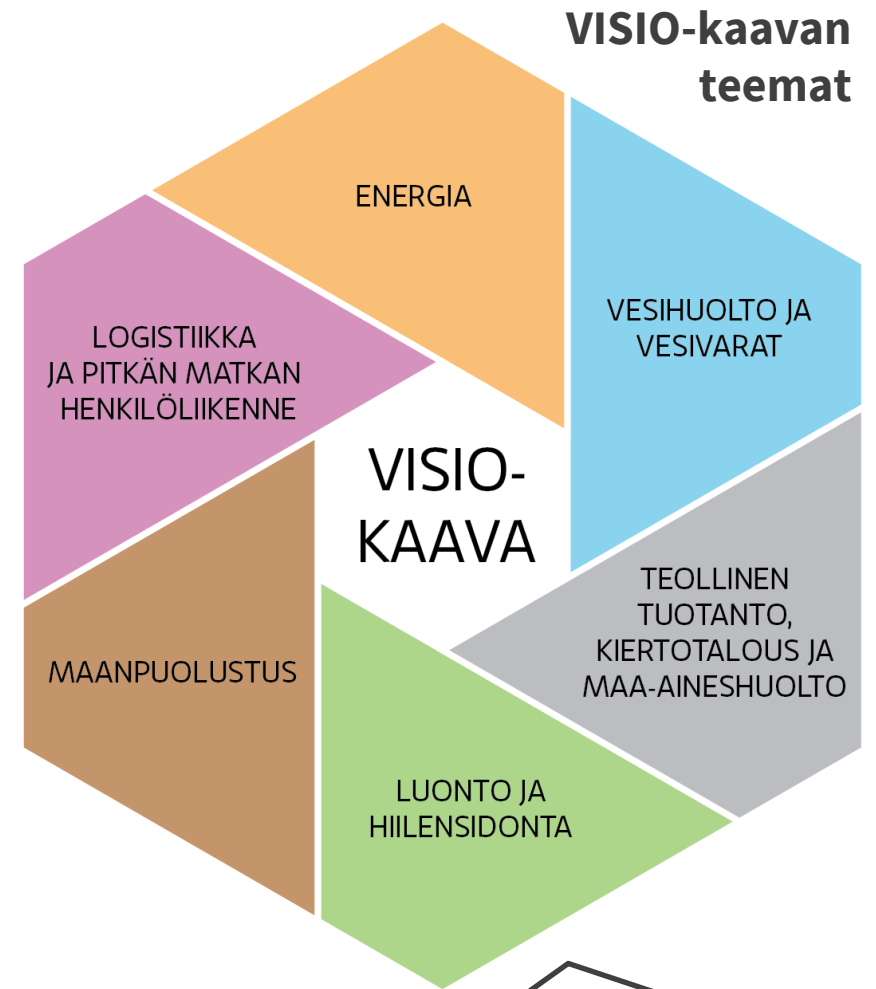 VISIO-kaavan
teemat
ENERGIA
VESIHUOLTO JA
VESIVARAT
LOGISTIIKKA
JA PITKÄN MATKAN
HENKILÖLIIKENNE
VISIO-
KAAVA
TEOLLINEN
TUOTANTO,
KIERTOTALOUS JA
MAA-AINESHUOLTO
MAANPUOLUSTUS
LUONTO JA
HIILENSIDONTA